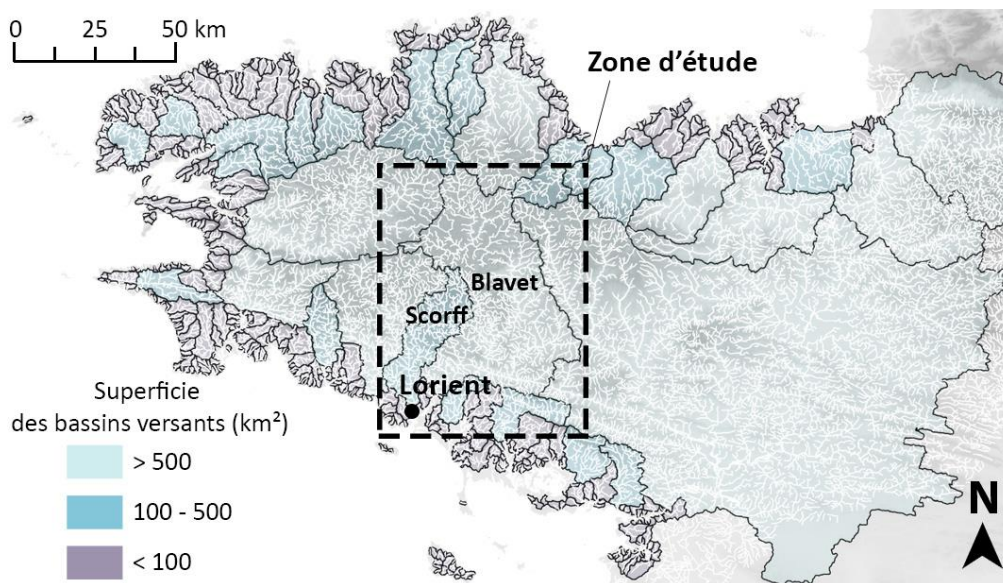 0 25 50 km
Zone d'étude
Blavet
Scorff
Lorient
Superficie
des bassins versants (km²)
> 500
100 - 500
< 100
N